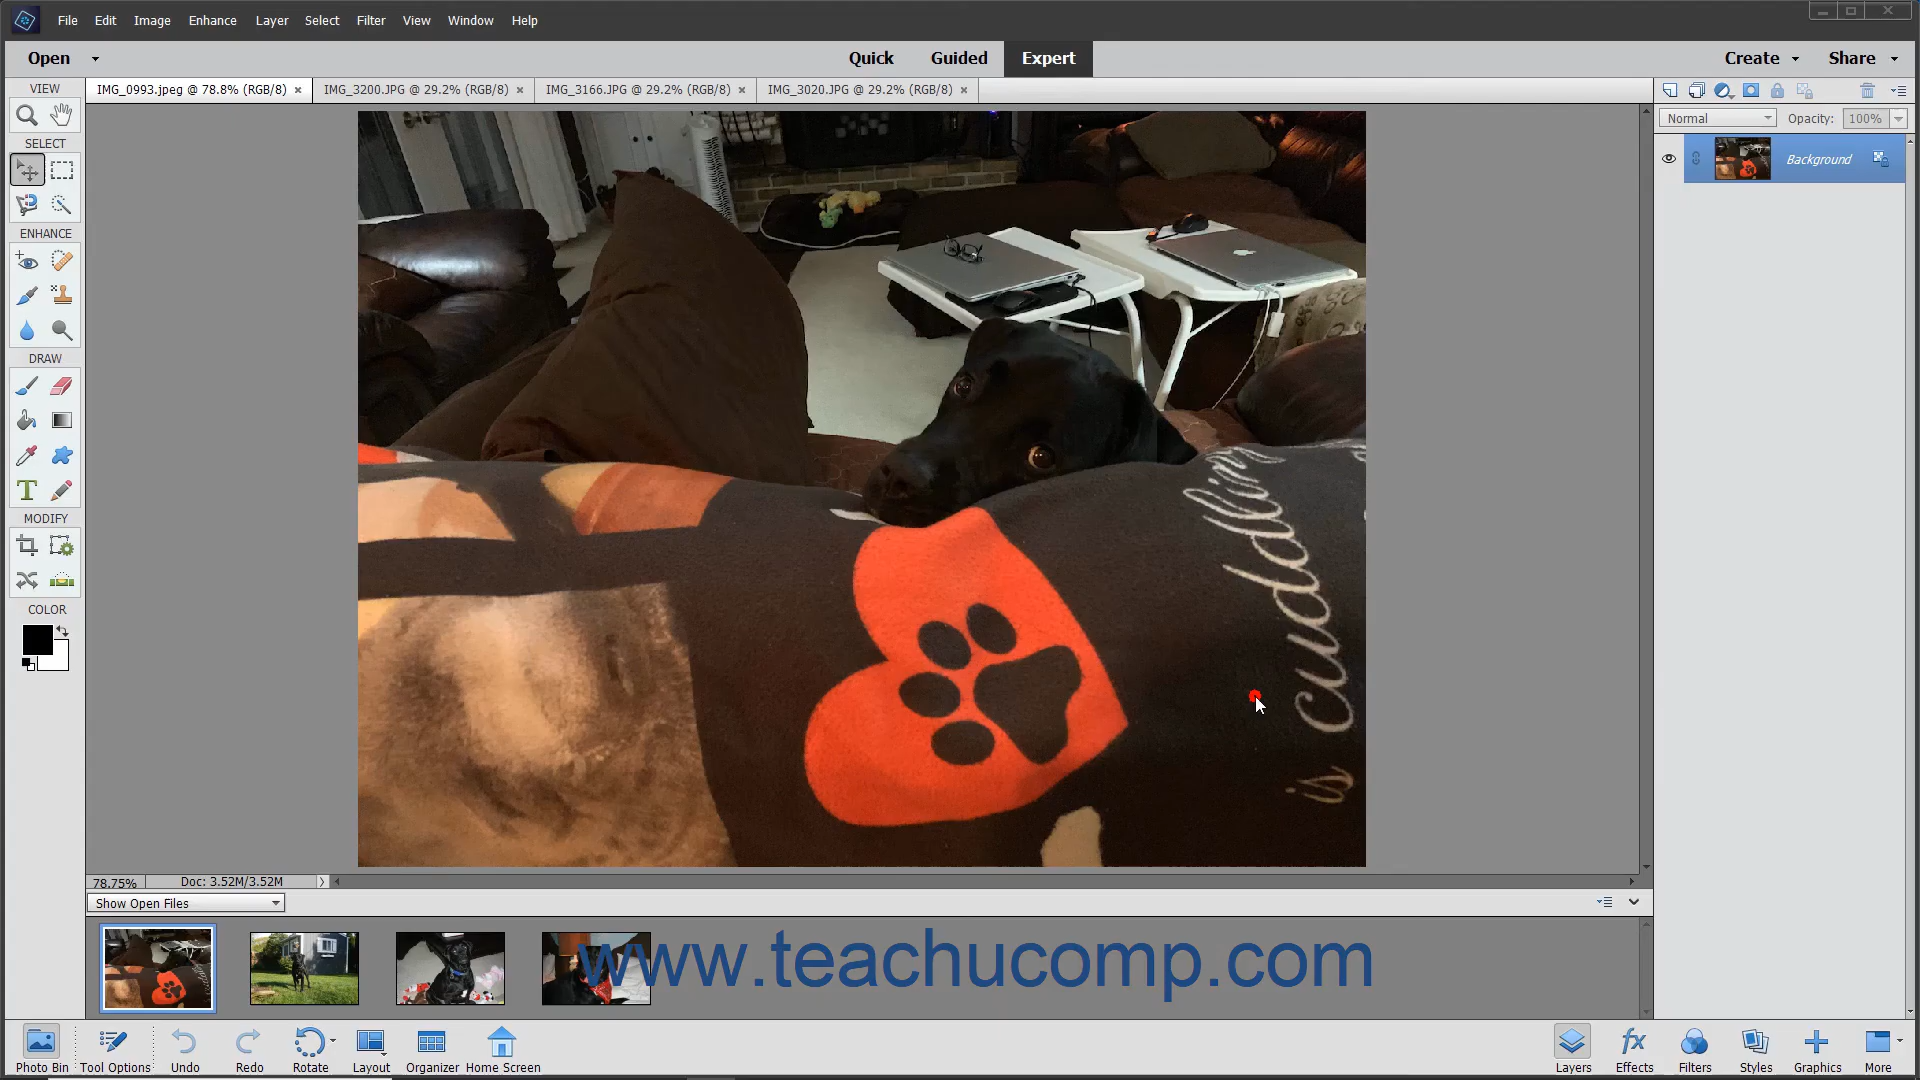 File Edit Image Enhance Layer Select Filter View Window Help
Open Quick Guided Expert Create Share
VIEW
IMG_0993.jpeg @ 78.8% (RGB/8) × IMG_3200.JPG @ 29.2% (RGB/8) × IMG_3166.JPG @ 29.2% (RGB/8) × IMG_3020.JPG @ 29.2% (RGB/8) ×
Normal Opacity: 100%
SELECT
Background
ENHANCE
DRAW
T
MODIFY
COLOR
is cuddling
78.75% Doc: 3.52M/3.52M
Show Open Files
www.teachucomp.com
fx
Photo Bin Tool Options Undo Redo Rotate Layout Organizer Home Screen Layers Effects Filters Styles Graphics More